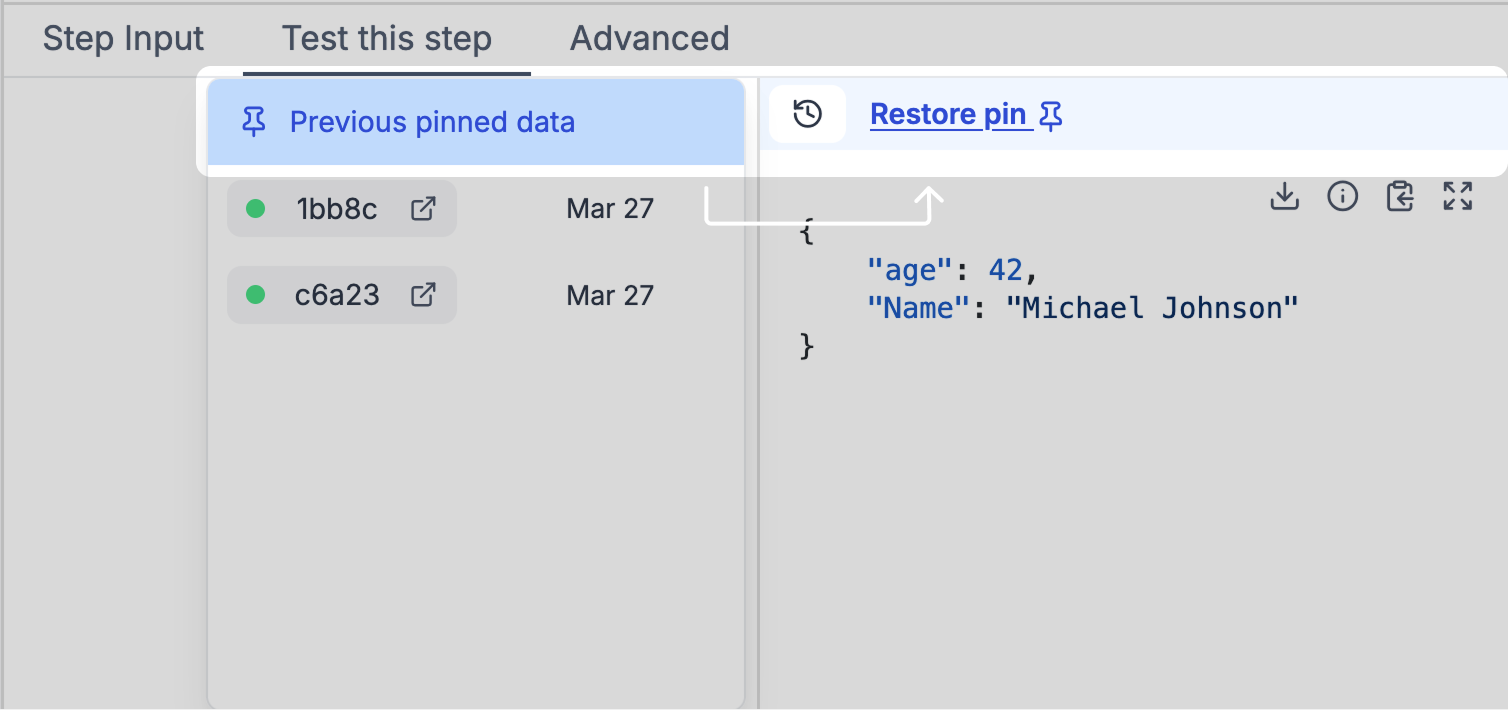 Step Input
Test this step
Advanced
Previous pinned data
Restore pin
1bb8c
Mar 27
c6a23
Mar 27
{
"age": 42,
"Name": "Michael Johnson"
}